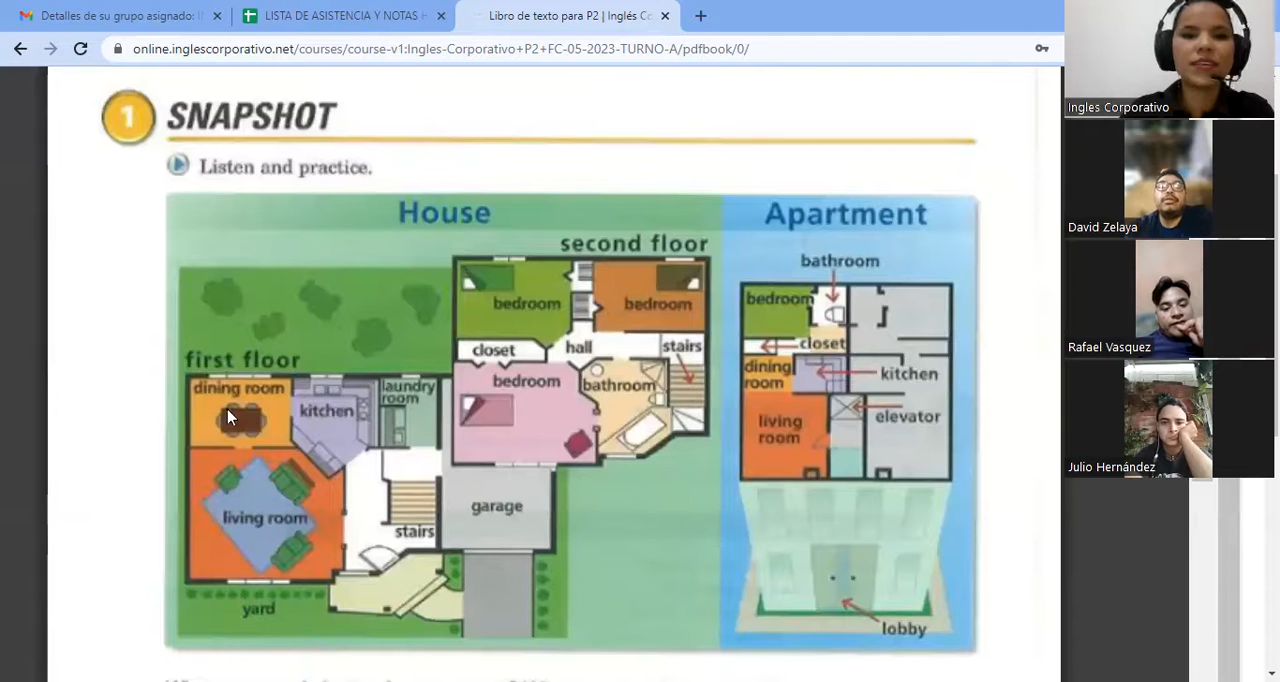 Detalles de su grupo asignado: I
LISTA DE ASISTENCIA Y NOTAS H
Libro de texto para P2 | Inglés Co
online.inglescorporativo.net/courses/course-v1:Ingles-Corporativo+P2+FC-05-2023-TURNO-A/pdfbook/0/
1 SNAPSHOT
Listen and practice.
House
second floor
bedroom
bedroom
closet
hall
stairs
bedroom
bathroom
first floor
dining room
kitchen
laundry
room
living room
stairs
garage
yard
Apartment
bathroom
bedroom
closet
dining
room
kitchen
living
room
elevator
lobby
Ingles Corporativo
David Zelaya
Rafael Vasquez
Julio Hernández